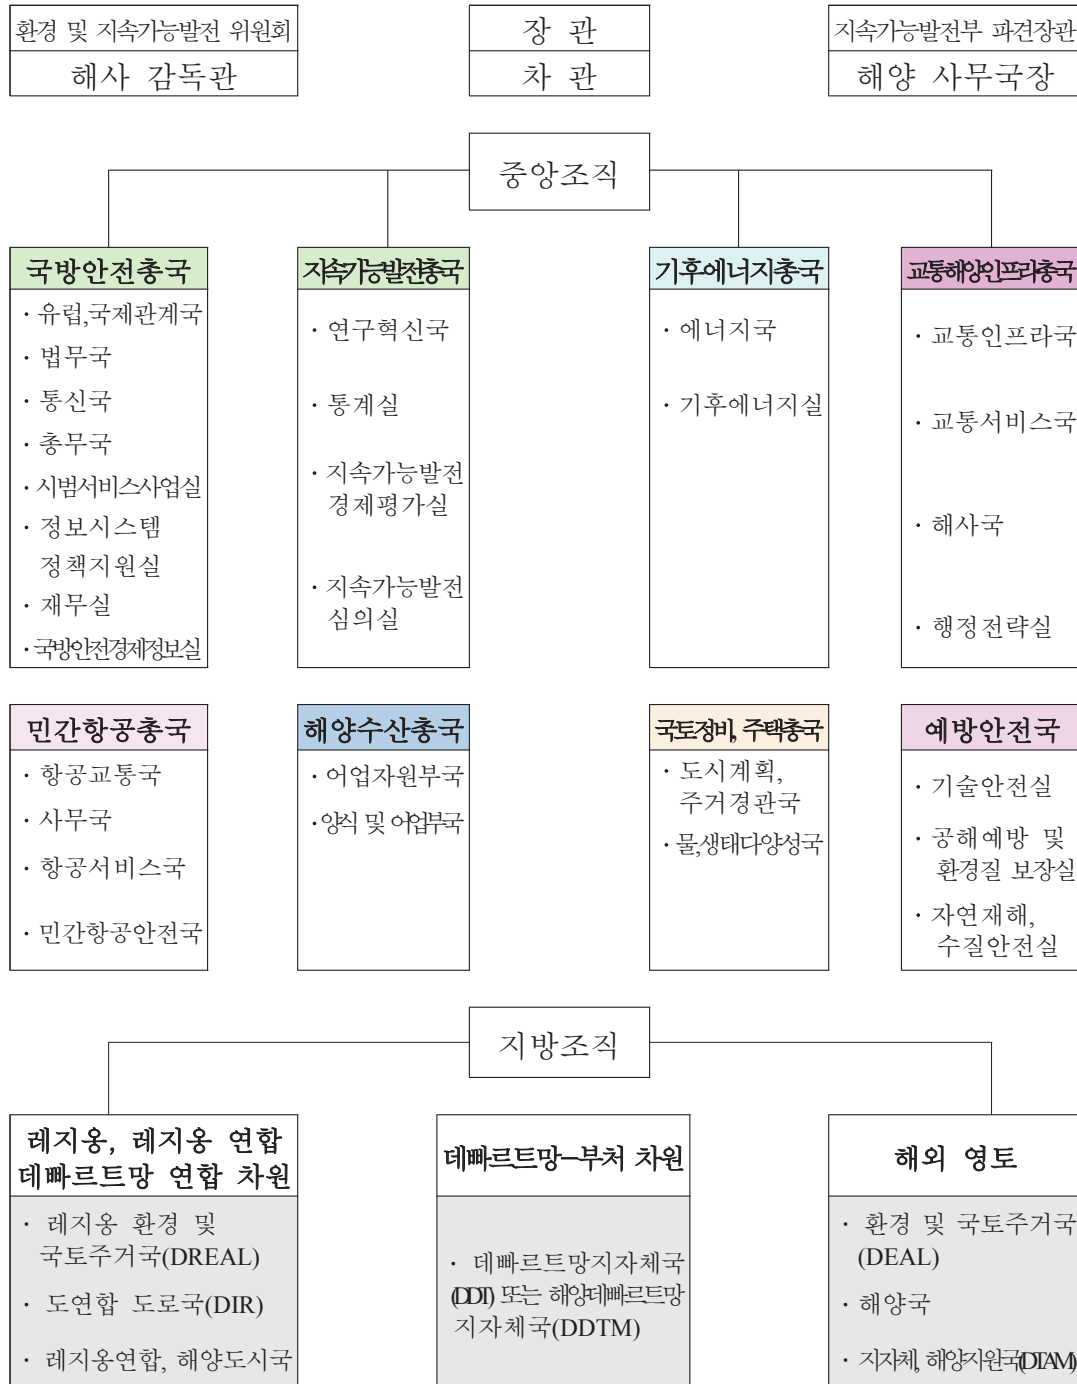 환경 및 지속가능발전 위원회
해사 감독관
장 관
차 관
지속가능발전부 파견장관
해양 사무국장
중앙조직
국방안전총국
· 유럽,국제관계국
· 법무국
· 통신국
· 총무국
· 시범서비스사업실
· 정보시스템
정책지원실
· 재무실
· 국방안전경제정보실
지속가능발전총국
· 연구혁신국
· 통계실
· 지속가능발전
경제평가실
· 지속가능발전
심의실
기후에너지총국
· 에너지국
· 기후에너지실
교통해양인프라총국
· 교통인프라국
· 교통서비스국
· 해사국
· 행정전략실
민간항공총국
· 항공교통국
· 사무국
· 항공서비스국
· 민간항공안전국
해양수산총국
· 어업자원부국
· 양식 및 어업부국
국토정비, 주택총국
· 도시계획,
주거경관국
· 물,생태다양성국
예방안전국
· 기술안전실
· 공해예방 및
환경질 보장실
· 자연재해,
수질안전실
지방조직
레지옹, 레지옹 연합
데빠르트망 연합 차원
· 레지옹 환경 및
국토주거국(DREAL)
· 도연합 도로국(DIR)
· 레지옹연합, 해양도시국
데빠르트망–부처 차원
· 데빠르트망지자체국
(DDT) 또는 해양데빠르트망
지자체국(DDTM)
해외 영토
· 환경 및 국토주거국
(DEAL)
· 해양국
· 지자체, 해양지원국(DTAM)